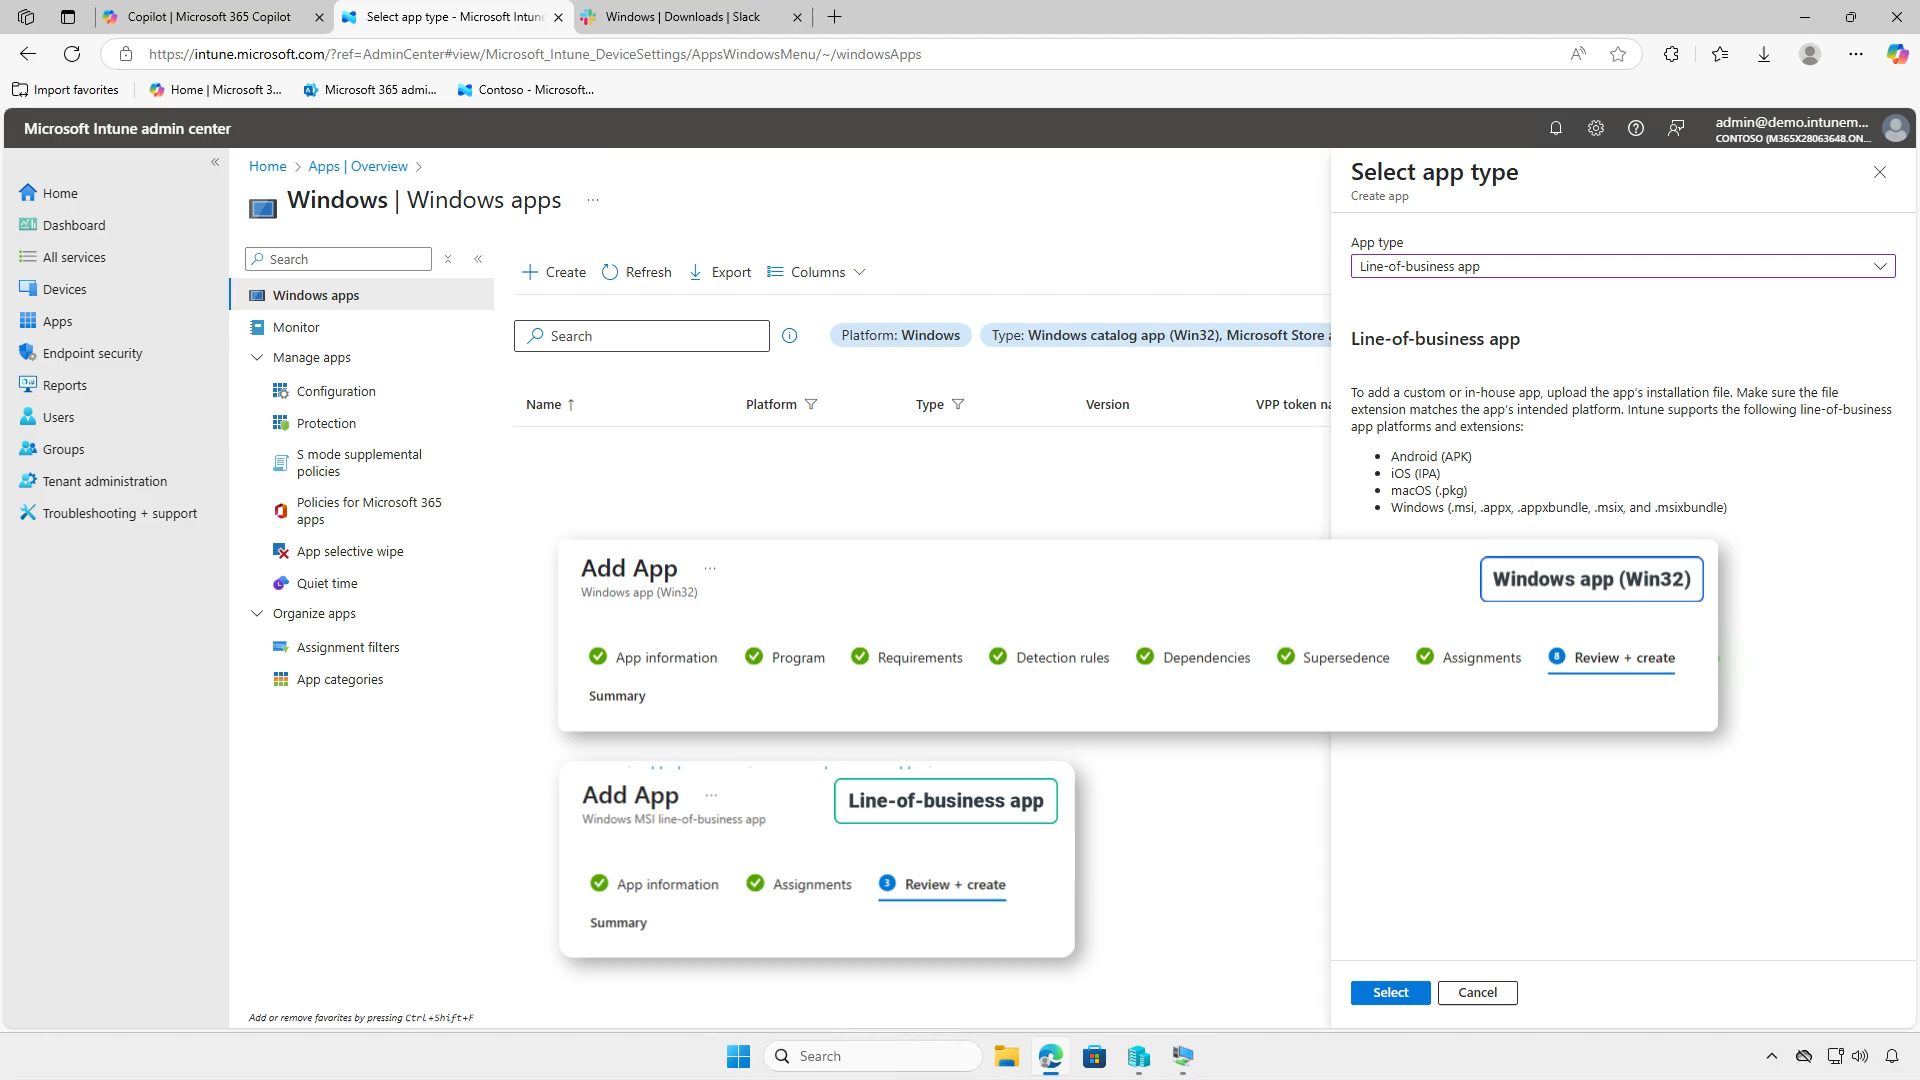 Copilot | Microsoft 365 Copilot
Select app type - Microsoft Intune
Windows | Downloads | Slack
https://intune.microsoft.com/?ref=AdminCenter#view/Microsoft_Intune_DeviceSettings/AppsWindowsMenu/~/windowsApps
Import favorites
Home | Microsoft 3...
Microsoft 365 admi...
Contoso - Microsoft...
Microsoft Intune admin center
admin@demo.intunem...
CONTOSO (M365X28063648.ON...
Home
Dashboard
All services
Devices
Apps
Endpoint security
Reports
Users
Groups
Tenant administration
Troubleshooting + support
Home > Apps | Overview >
Windows | Windows apps
Search
Windows apps
Monitor
Manage apps
Configuration
Protection
S mode supplemental
policies
Policies for Microsoft 365
apps
App selective wipe
Quiet time
Organize apps
Assignment filters
App categories
Add or remove favorites by pressing Ctrl+Shift+F
Create
Refresh
Export
Columns
Search
Platform: Windows
Type: Windows catalog app (Win32), Microsoft Store a
Name ↑
Platform
Type
Version
VPP token na
Select app type
Create app
App type
Line-of-business app
Line-of-business app
To add a custom or in-house app, upload the app's installation file. Make sure the file
extension matches the app's intended platform. Intune supports the following line-of-business
app platforms and extensions:
• Android (APK)
• iOS (IPA)
• macOS (.pkg)
• Windows (.msi, .appx, .appxbundle, .msix, and .msixbundle)
Add App ...
Windows app (Win32)
Windows app (Win32)
App information
Program
Requirements
Detection rules
Dependencies
Supersedence
Assignments
8 Review + create
Summary
Add App ...
Windows MSI line-of-business app
Line-of-business app
App information
Assignments
3 Review + create
Summary
Select
Cancel
Search